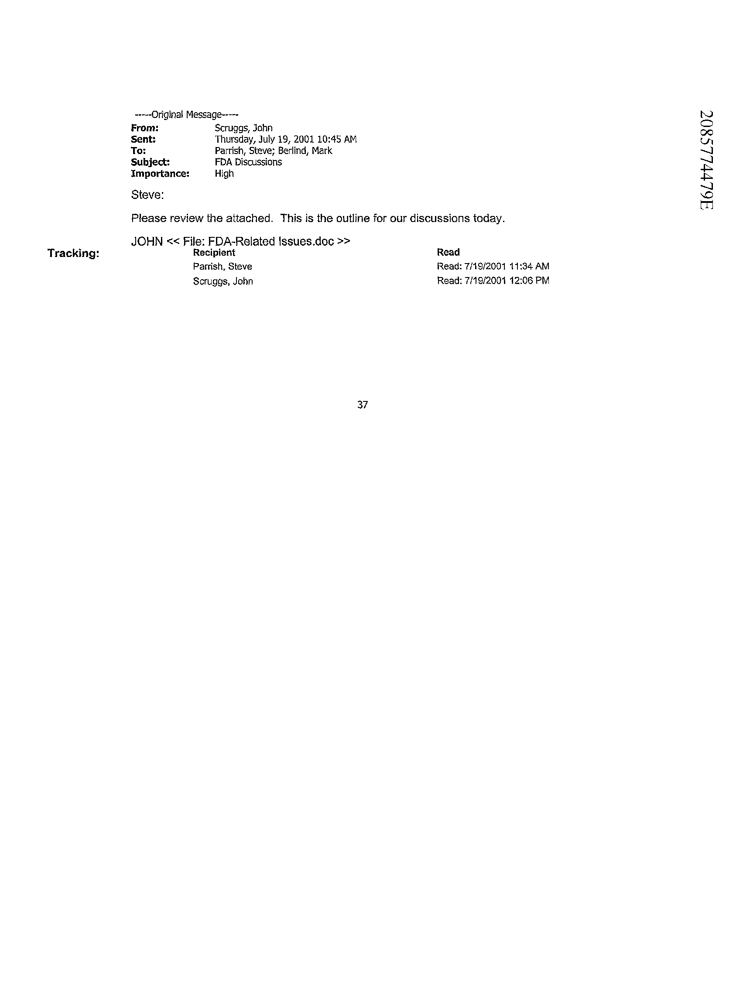 -----Original Message-----
From: Scruggs, John
Sent: Thursday, July 19, 2001 10:45 AM
To: Parrish, Steve; Berlind, Mark
Subject: FDA Discussions
Importance: High
Steve:
Please review the attached. This is the outline for our discussions today.
JOHN << File: FDA-Related Issues.doc >>
Tracking: Recipient Read
Parrish, Steve Read: 7/19/2001 11:34 AM
Scruggs, John Read: 7/19/2001 12:06 PM
37
2085774479E